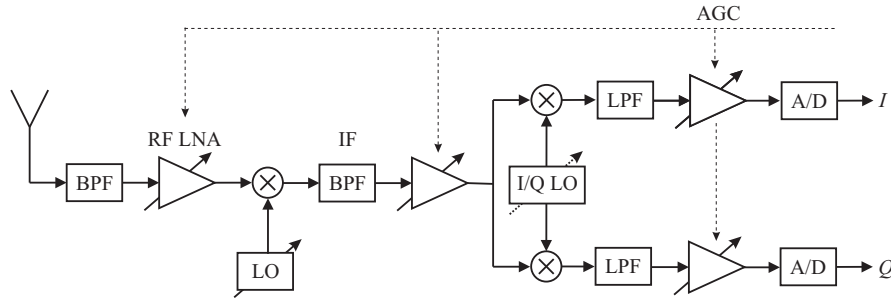 AGC
LPF
A/D
I
RF LNA
IF
BPF
BPF
I/Q LO
LO
LPF
A/D
Q